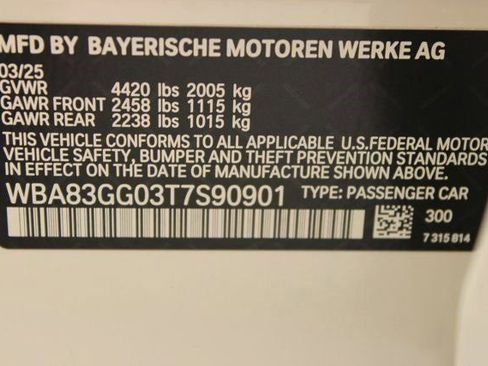 MFD BY BAYERISCHE MOTOREN WERKE AG
03/25
GVWR 4420 lbs 2005 kg
GAWR FRONT 2458 lbs 1115 kg
GAWR REAR 2238 lbs 1015 kg
THIS VEHICLE CONFORMS TO ALL APPLICABLE U.S.FEDERAL MOTOR
VEHICLE SAFETY, BUMPER, AND THEFT PREVENTION STANDARDS IN
EFFECT ON THE DATE OF MANUFACTURE SHOWN ABOVE.
WBA83GG03T7S90901 TYPE: PASSENGER CAR
300
7 315 814